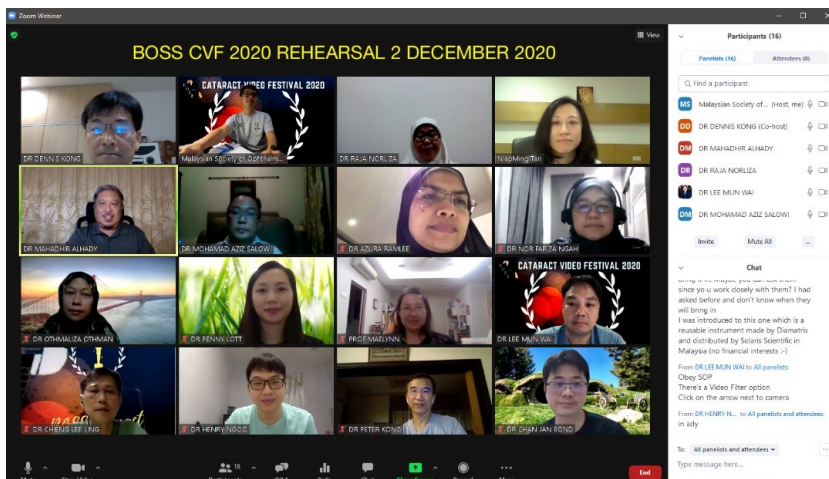 Zoom Webinar
View
BOSS CVF 2020 REHEARSAL 2 DECEMBER 2020
DR DENNIS KONG
CATARACT VIDEO FESTIVAL 2020
Malaysian Society of Ophthalm...
DR RAJA NORLIZA
NiapMing Tan
DR MAHADHIR ALHADY
DR MOHAMAD AZIZ SALOWI
DR AZURA RAMLEE
DR NOR FARIZA NGAH
DR OTHMALIZA OTHMAN
DR PENNY LOTT
PROF MAELYNN
CATARACT VIDEO FESTIVAL 2020
DR LEE MUN WAI
DR CHENG LEE LING
DR HENRY NGOO
DR PETER KONG
DR CHAN JAN BOND
16
End
Participants (16)
Panelists (16)
Attendees (0)
Find a participant
MS Malaysian Society of... (Host, me)
DD DR DENNIS KONG (Co-host)
DM DR MAHADHIR ALHADY
DR DR RAJA NORLIZA
DR LEE MUN WAI
DM DR MOHAMAD AZIZ SALOWI
Invite
Mute All
...
Chat
since yo u work closely with them? I had
asked before and don't know when they
will bring in
I was introduced to this one which is a
reusable instrument made by Diamatrix
and distributed by Solaris Scientific in
Malaysia (no financial interests :-)
From DR LEE MUN WAI to All panelists:
Obey SOP
There's a Video Filter option
Click on the arrow next to camera
From DR HENRY N... to All panelists and attendees:
in ady
To: All panelists and attendees
Type message here...